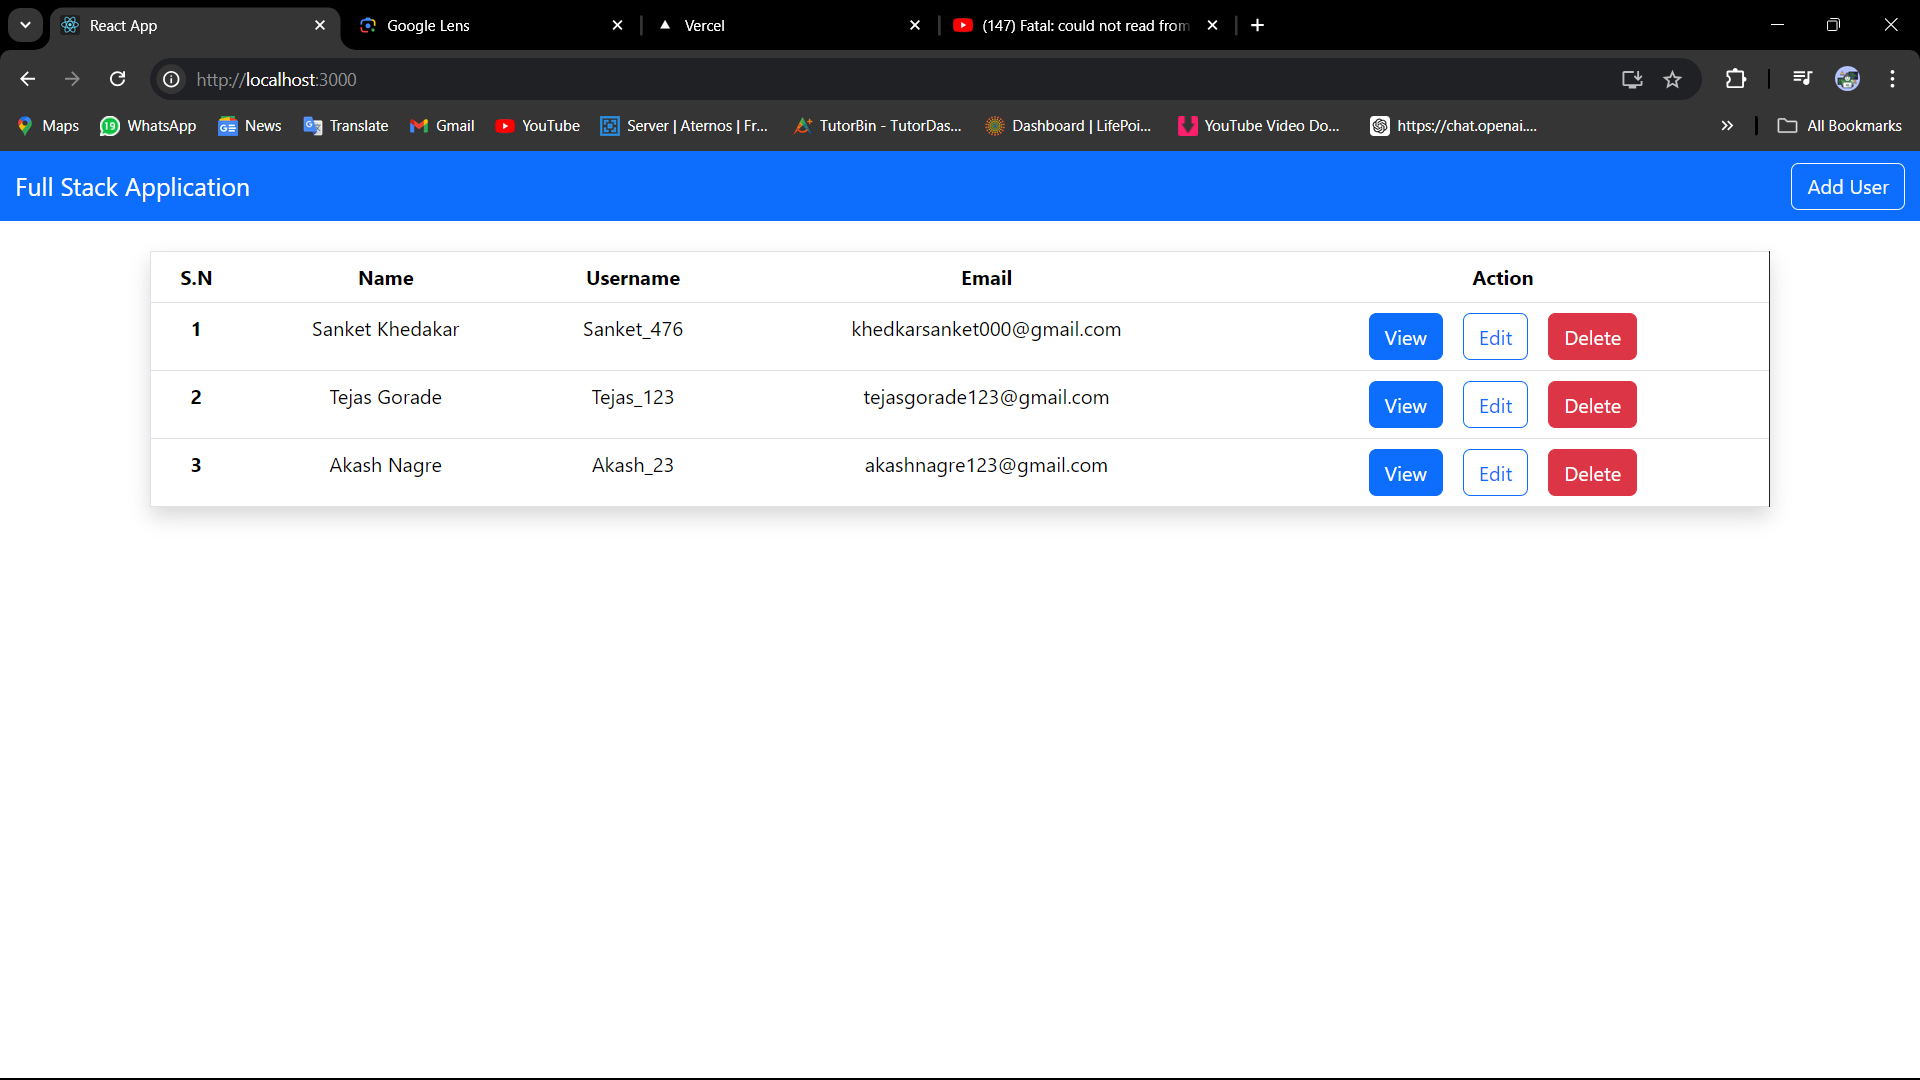 React App
Google Lens
Vercel
(147) Fatal: could not read from
http://localhost:3000
Maps
19
WhatsApp
News
Translate
Gmail
YouTube
Server | Aternos | Fr...
TutorBin - TutorDas...
Dashboard | LifePoi...
YouTube Video Do...
https://chat.openai....
All Bookmarks
Full Stack Application
Add User
S.N Name Username Email Action
1 Sanket Khedakar Sanket_476 khedkarsanket000@gmail.com View Edit Delete
2 Tejas Gorade Tejas_123 tejasgorade123@gmail.com View Edit Delete
3 Akash Nagre Akash_23 akashnagre123@gmail.com View Edit Delete